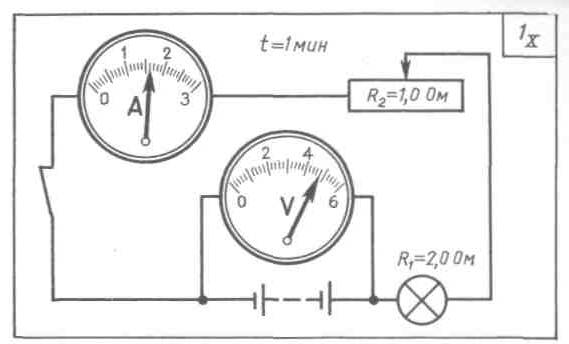 t=1мин
1x
0 1 2 3
A
R₂=1,0 Ом
0 2 4 6
V
R₁=2,0 Ом